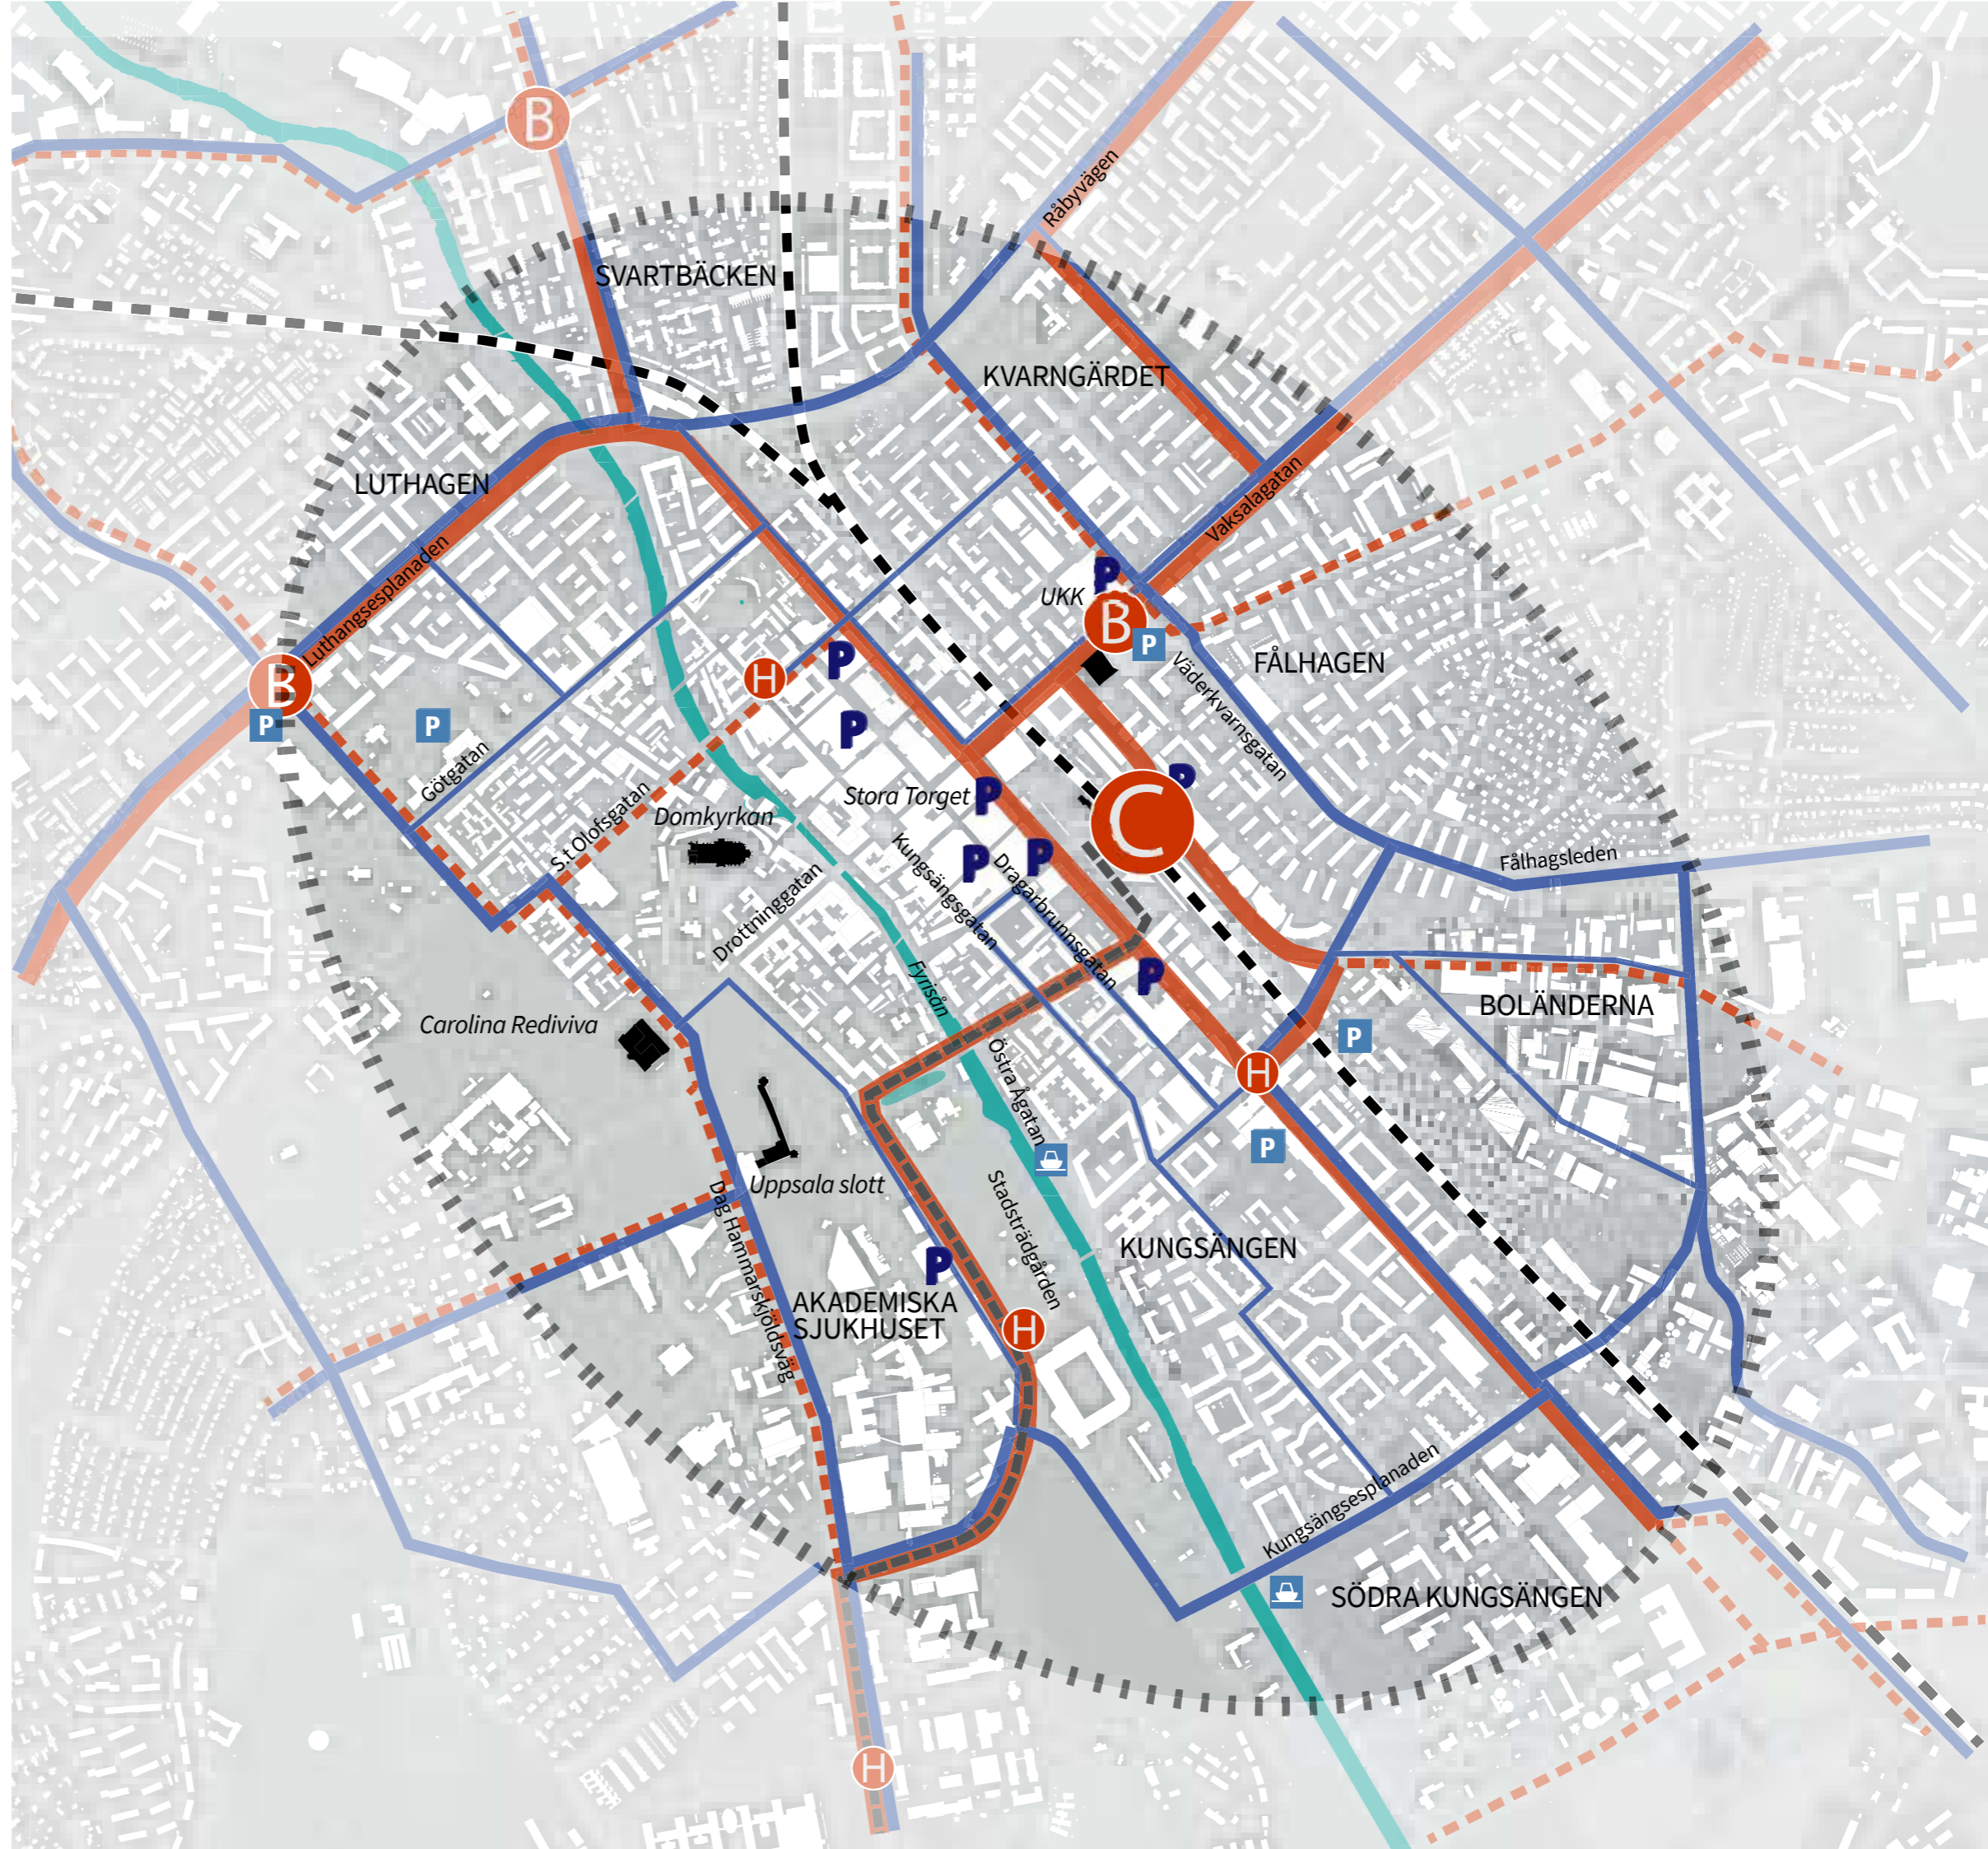 B
Råbyvägen
SVARTBÄCKEN
KVARNGÄRDET
LUTHAGEN
Vaksalagatan
Luthangsesplanaden
P
UKK
B
P
Väderkvarnsgatan
FÅLHAGEN
B
P
P
H
P
P
Götgatan
S:t Olofsgatan
Domkyrkan
Stora Torget
P
P
C
Kungsängsgatan
P
P
Dragarbrunnsgatan
Fålhagsleden
Drottninggatan
Fyrisån
P
BOLÄNDERNA
Carolina Rediviva
P
Östra Ågatan
H
P
Uppsala slott
Dag Hammarskjöldsväg
Stadsträdgården
KUNGSÄNGEN
P
AKADEMISKA
SJUKHUSET
H
Kungsängsesplanaden
SÖDRA KUNGSÄNGEN
H